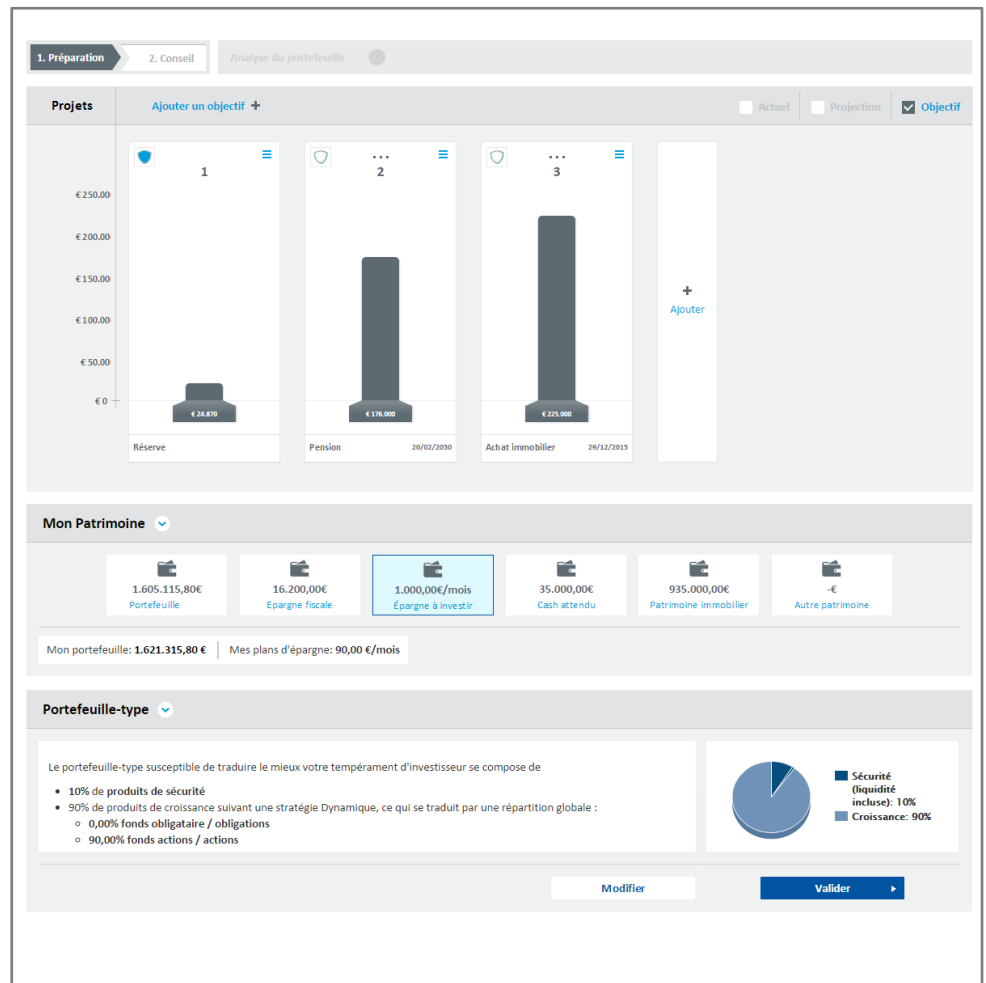 1. Préparation
2. Conseil
Analyse du portefeuille
Projets
Ajouter un objectif +
Actuel
Projection
Objectif
1
...
2
...
3
€ 250.00
€ 200.00
€ 150.00
€ 100.00
€ 50.00
€ 0
+
Ajouter
€ 24.870
€ 176.000
€ 225.000
Réserve
Pension 20/02/2030
Achat immobilier 29/12/2015
Mon Patrimoine
1.605.115,80€
Portefeuille
16.200,00€
Epargne fiscale
1.000,00€/mois
Épargne à investir
35.000,00€
Cash attendu
935.000,00€
Patrimoine immobilier
-€
Autre patrimoine
Mon portefeuille: 1.621.315,80 € Mes plans d'épargne: 90,00 €/mois
Portefeuille-type
Le portefeuille-type susceptible de traduire le mieux votre tempérament d'investisseur se compose de
• 10% de produits de sécurité
• 90% de produits de croissance suivant une stratégie Dynamique, ce qui se traduit par une répartition globale :
○ 0,00% fonds obligataire / obligations
○ 90,00% fonds actions / actions
Sécurité
(liquidité
incluse): 10%
Croissance: 90%
Modifier
Valider